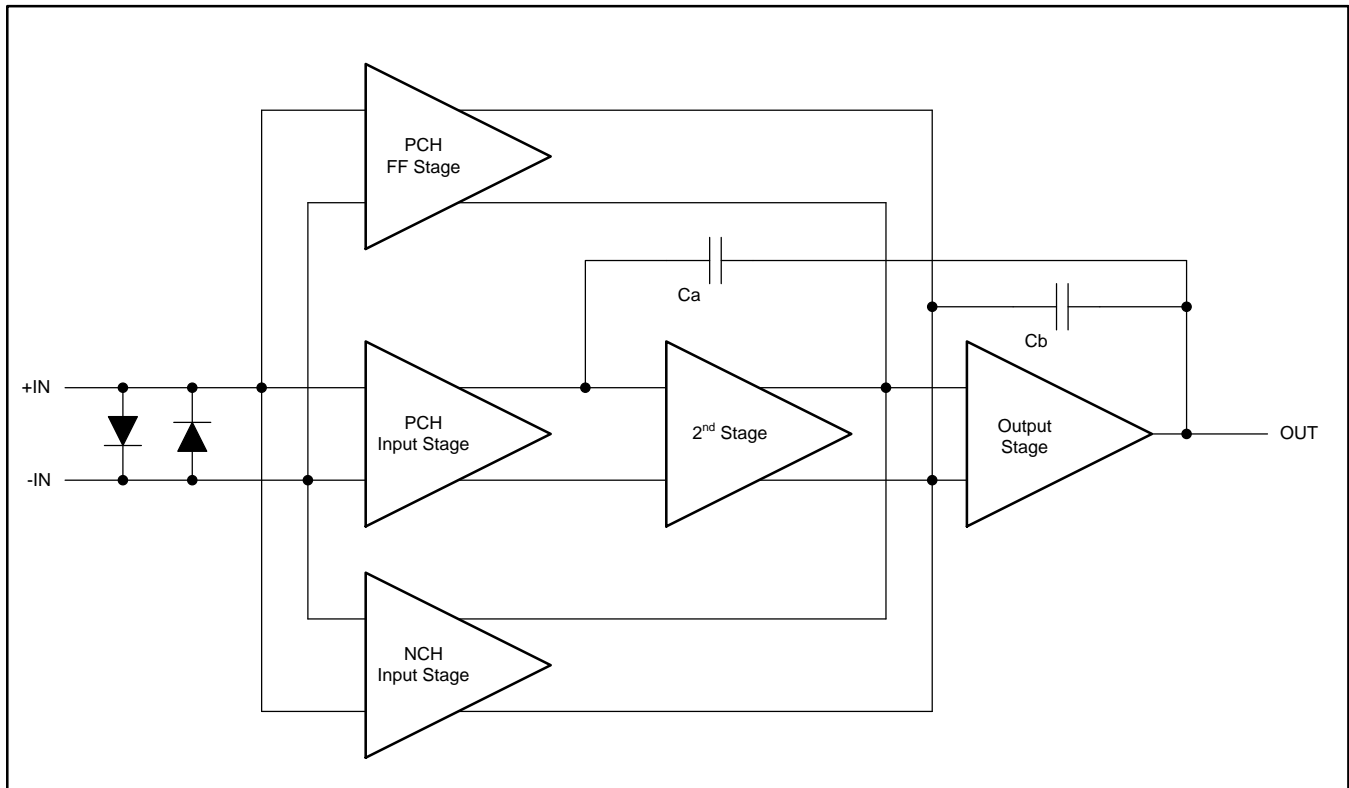 PCH
FF Stage
Ca
Cb
+IN
-IN
PCH
Input Stage
2nd Stage
Output
Stage
OUT
NCH
Input Stage